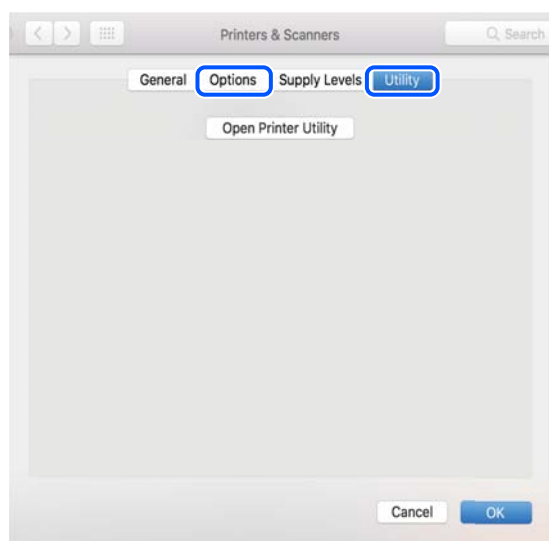 Printers & Scanners Search
General Options Supply Levels Utility
Open Printer Utility
Cancel OK